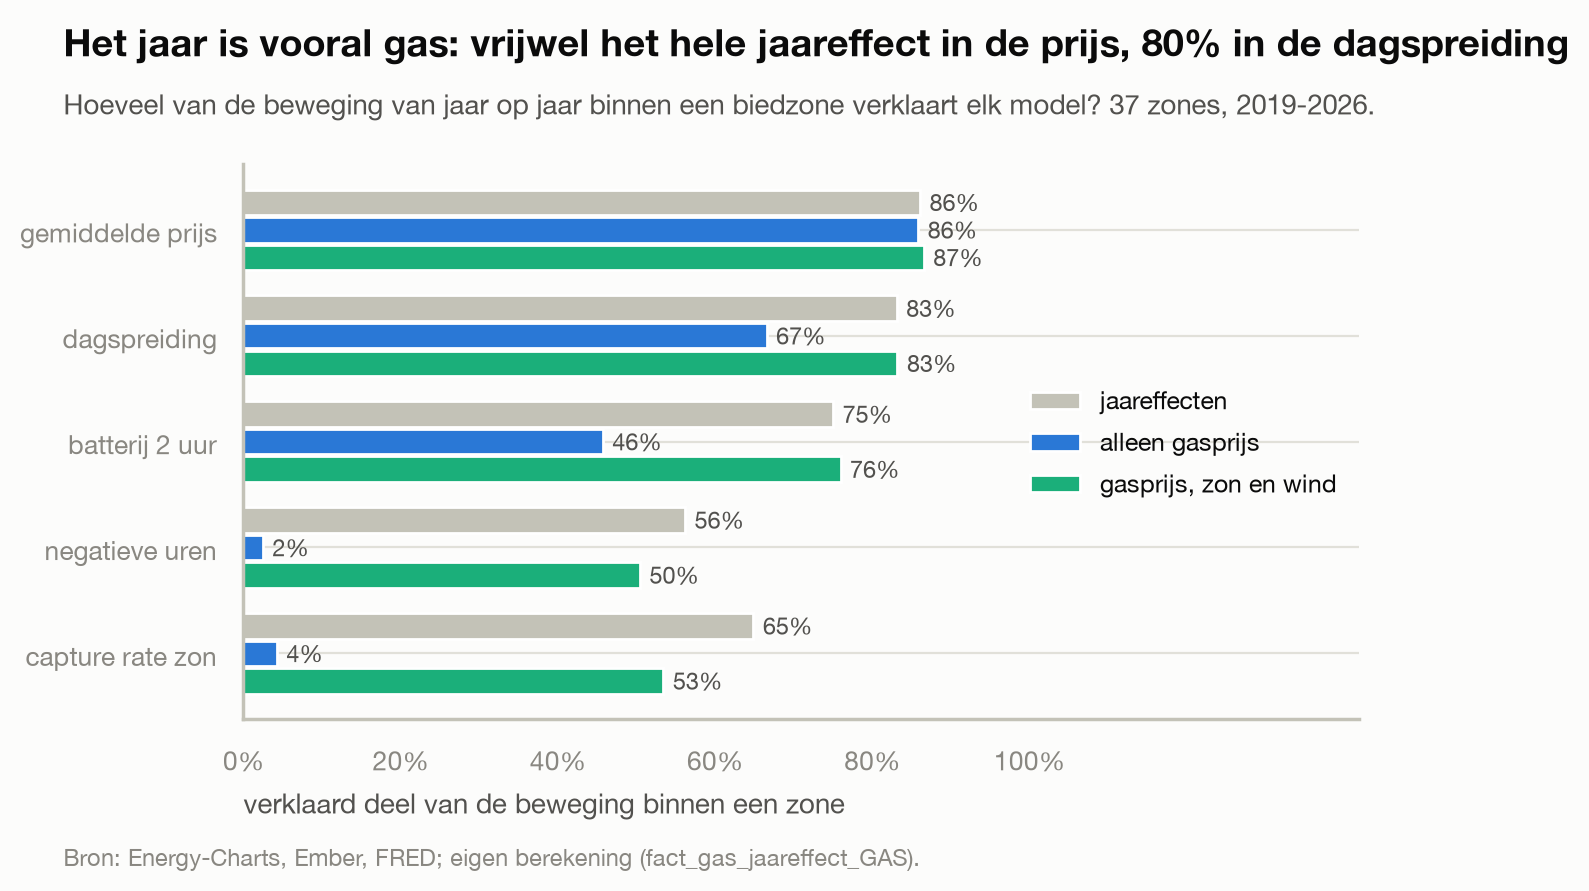 Het jaar is vooral gas: vrijwel het hele jaareffect in de prijs, 80% in de dagspreiding
Hoeveel van de beweging van jaar op jaar binnen een biedzone verklaart elk model? 37 zones, 2019-2026.
86%
gemiddelde prijs
86%
87%
83%
dagspreiding
67%
83%
75%
batterij 2 uur
46%
76%
jaareffecten
alleen gasprijs
gasprijs, zon en wind
56%
negatieve uren
2%
50%
65%
capture rate zon
4%
53%
0% 20% 40% 60% 80% 100%
verklaard deel van de beweging binnen een zone
Bron: Energy-Charts, Ember, FRED; eigen berekening (fact_gas_jaareffect_GAS).